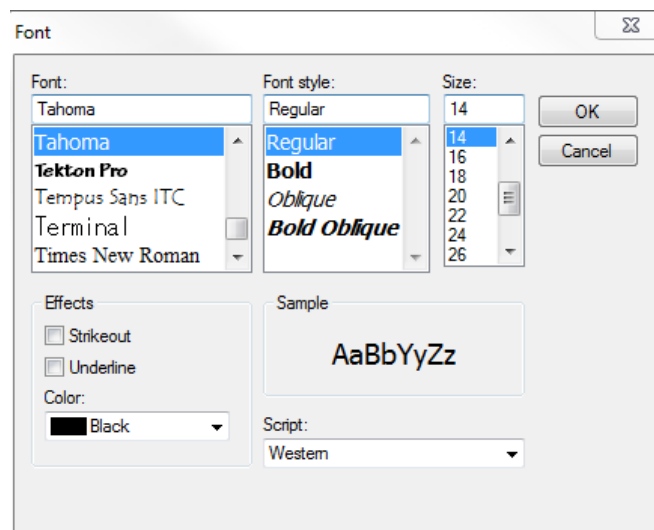 Font
Font:
Font style:
Size:
Tahoma
Regular
14
OK
Cancel
Tahoma
Tekton Pro
Tempus Sans ITC
Terminal
Times New Roman
Regular
Bold
Oblique
Bold Oblique
14
16
18
20
22
24
26
Effects
Strikeout
Underline
Color:
Black
Sample
AaBbYyZz
Script:
Western